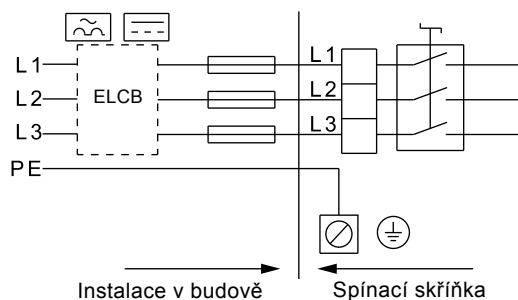 L1
L2
L3
PE
ELCB
L1
L2
L3
Instalace v budově
Spínací skříňka